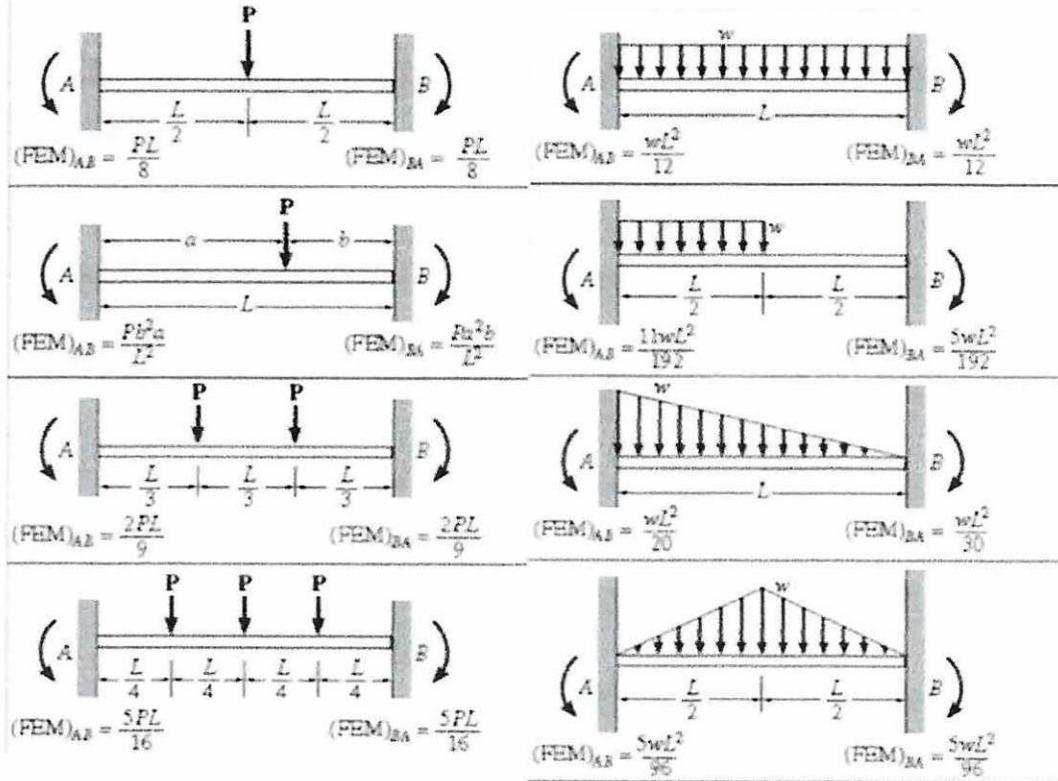 P
A
B
L/2 L/2
(FEM)AB = PL/8 (FEM)BA = PL/8
P
a b
A
B
L
(FEM)AB = Pb²a/L² (FEM)BA = Pa²b/L²
P P
A
B
L/3 L/3 L/3
(FEM)AB = 2PL/9 (FEM)BA = 2PL/9
P P P
A
B
L/4 L/4 L/4 L/4
(FEM)AB = 5PL/16 (FEM)BA = 5PL/16
w
A
B
L
(FEM)AB = wL²/12 (FEM)BA = wL²/12
w
A
B
L/2 L/2
(FEM)AB = 11wL²/192 (FEM)BA = 5wL²/192
w
A
B
L
(FEM)AB = wL²/20 (FEM)BA = wL²/30
w
A
B
L/2 L/2
(FEM)AB = 5wL²/96 (FEM)BA = 5wL²/96